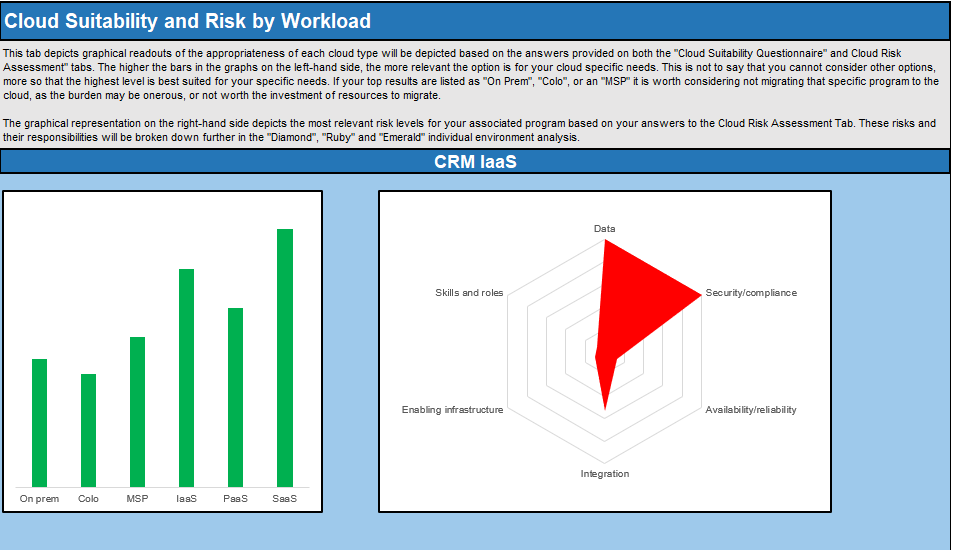 Cloud Suitability and Risk by Workload
This tab depicts graphical readouts of the appropriateness of each cloud type will be depicted based on the answers provided on both the "Cloud Suitability Questionnaire" and Cloud Risk
Assessment" tabs. The higher the bars in the graphs on the left-hand side, the more relevant the option is for your cloud specific needs. This is not to say that you cannot consider other options,
more so that the highest level is best suited for your specific needs. If your top results are listed as "On Prem", "Colo", or an "MSP" it is worth considering not migrating that specific program to the
cloud, as the burden may be onerous, or not worth the investment of resources to migrate.
The graphical representation on the right-hand side depicts the most relevant risk levels for your associated program based on your answers to the Cloud Risk Assessment Tab. These risks and
their responsibilities will be broken down further in the "Diamond", "Ruby" and "Emerald" individual environment analysis.
CRM IaaS
On prem
Colo
MSP
IaaS
PaaS
SaaS
Data
Security/compliance
Availability/reliability
Integration
Enabling infrastructure
Skills and roles